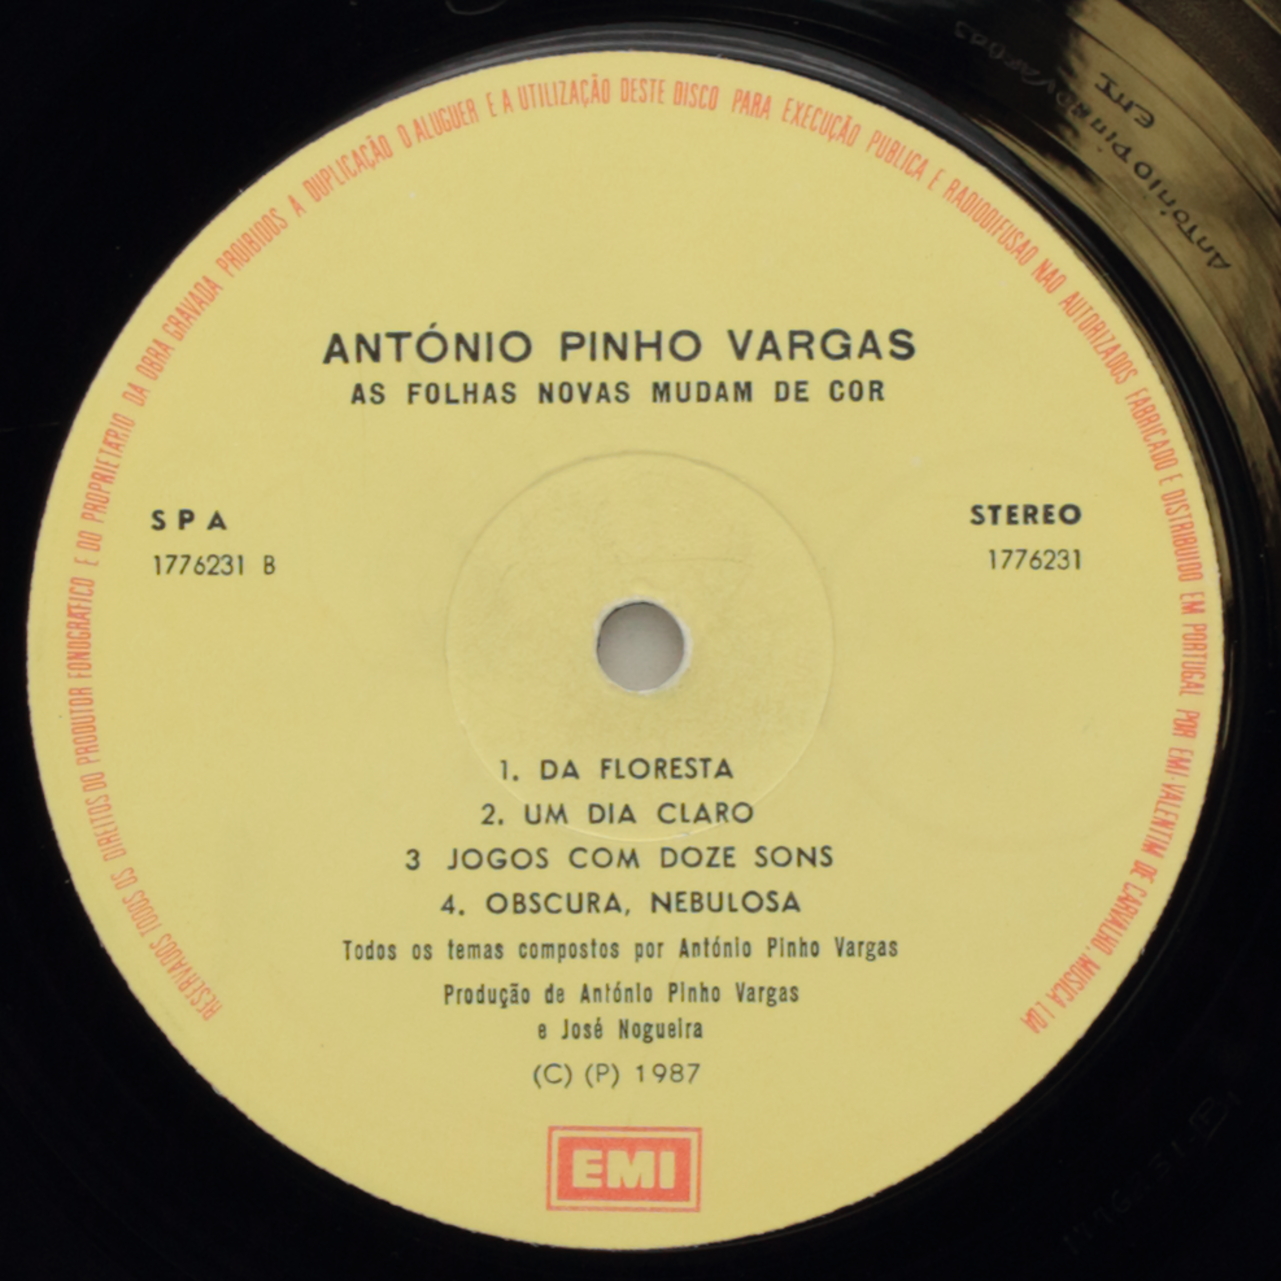 RESERVADOS TODOS OS DIREITOS DO PRODUTOR FONOGRÁFICO E DO PROPRIETÁRIO DA OBRA GRAVADA PROIBIDOS A DUPLICAÇÃO O ALUGUER E A UTILIZAÇÃO DESTE DISCO PARA EXECUÇÃO PUBLICA E RADIODIFUSAO NAO AUTORIZADOS FABRICADO E DISTRIBUIDO EM PORTUGAL POR EMI-VALENTIM DE CARVALHO, MUSICA LDA
ANTÓNIO PINHO VARGAS
AS FOLHAS NOVAS MUDAM DE COR
SPA
STEREO
1776231 B
1776231
1. DA FLORESTA
2. UM DIA CLARO
3 JOGOS COM DOZE SONS
4. OBSCURA, NEBULOSA
Todos os temas compostos por António Pinho Vargas
Produção de António Pinho Vargas
e José Nogueira
(C) (P) 1987
EMI
EMI